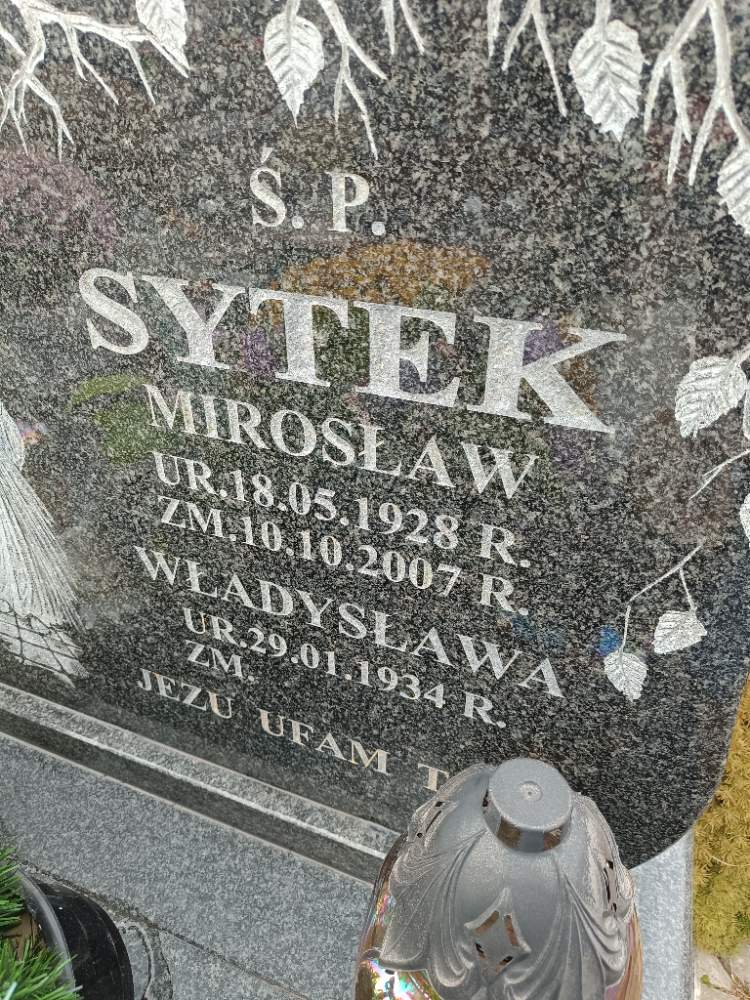 Ś. P.
SYTEK
MIROSŁAW
UR.18.05.1928 R.
ZM.10.10.2007 R.
WŁADYSŁAWA
UR.29.01.1934 R.
ZM.
JEZU UFAM